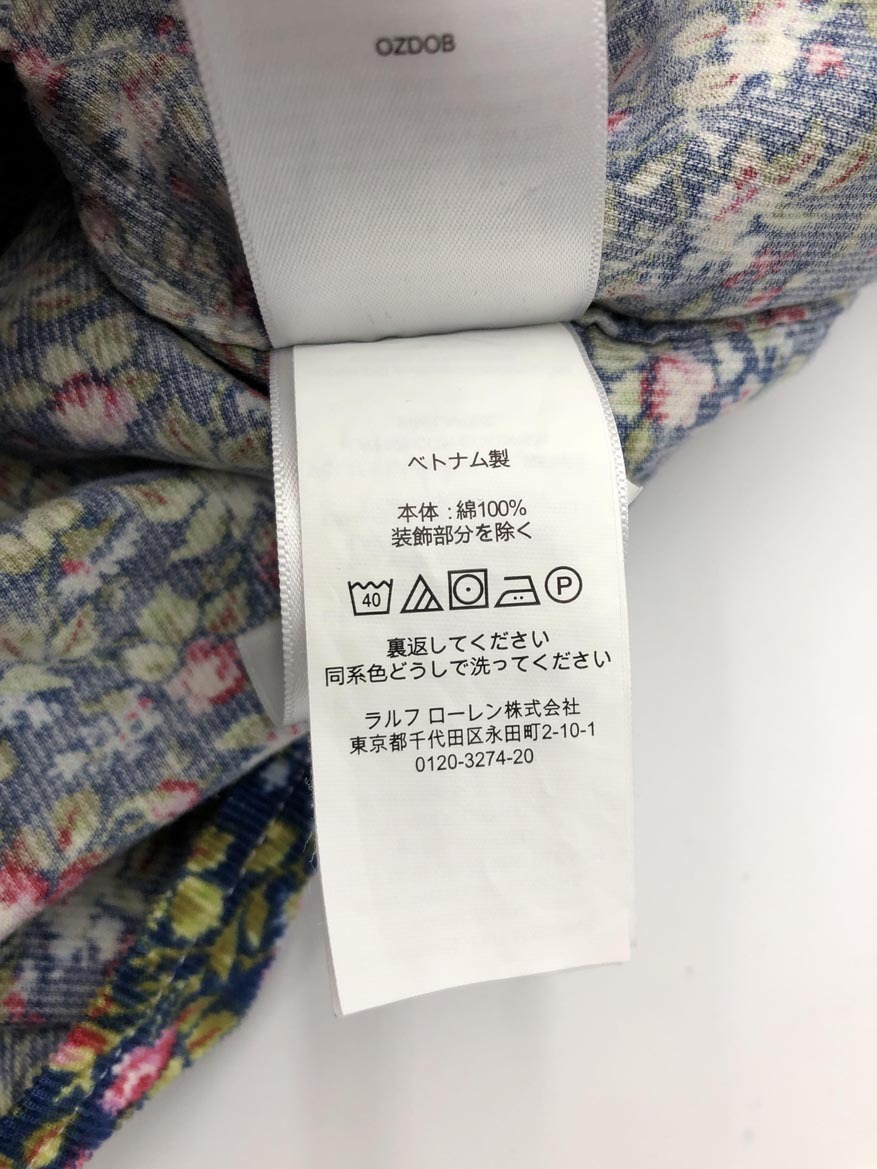 OZDOB
ベトナム製
本体 : 綿100%
装飾部分を除く
40 P
裏返してください
同系色どうしで洗ってください
ラルフ ローレン株式会社
東京都千代田区永田町2-10-1
0120-3274-20